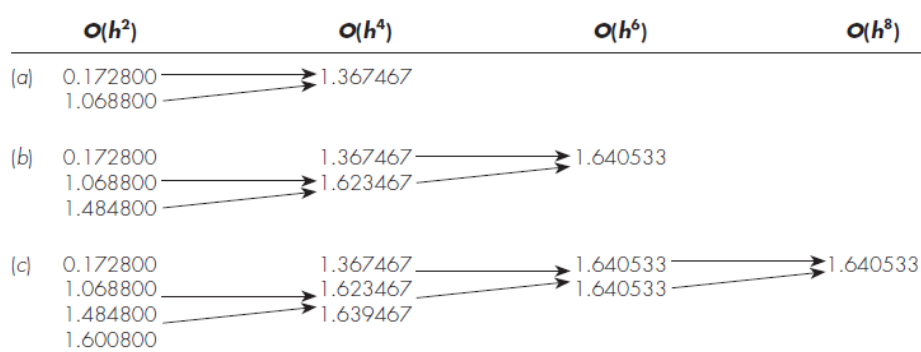 O(h²) O(h⁴) O(h⁶) O(h⁸)
(a) 0.172800 1.367467
1.068800
(b) 0.172800 1.367467 1.640533
1.068800 1.623467
1.484800
(c) 0.172800 1.367467 1.640533 1.640533
1.068800 1.623467 1.640533
1.484800 1.639467
1.600800